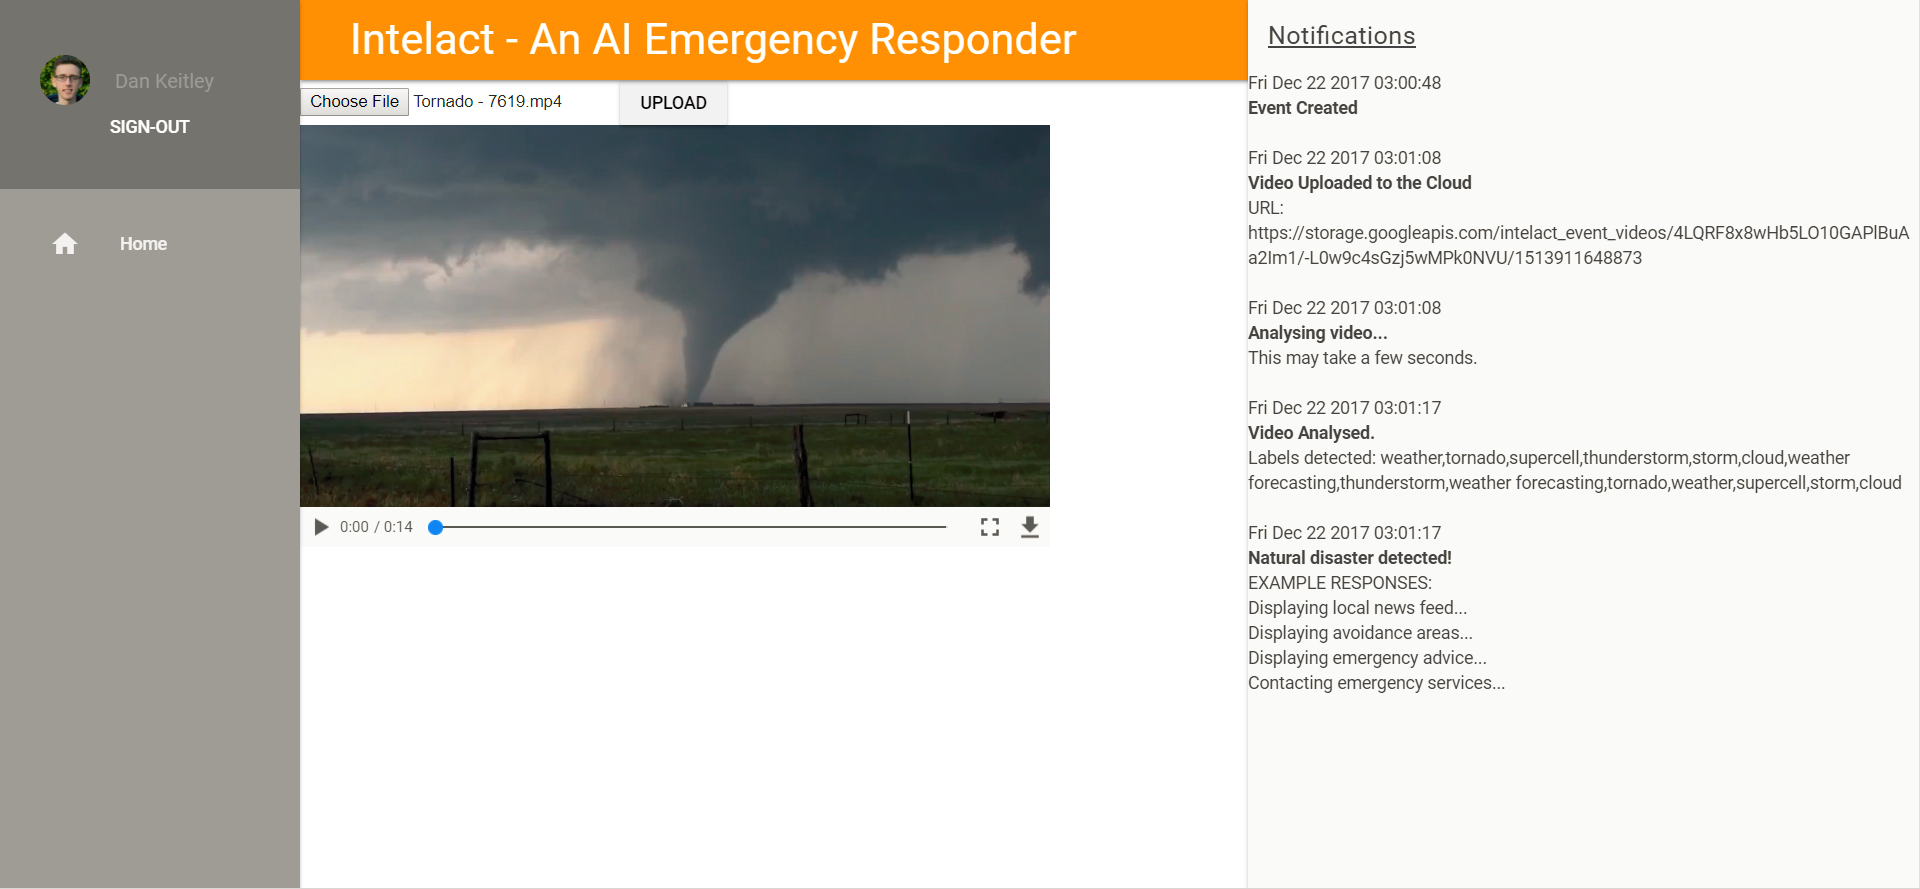 Dan Keitley
SIGN-OUT
Home
Intelact - An AI Emergency Responder
Choose File Tornado - 7619.mp4 UPLOAD
0:00 / 0:14
Notifications
Fri Dec 22 2017 03:00:48
Event Created
Fri Dec 22 2017 03:01:08
Video Uploaded to the Cloud
URL:
https://storage.googleapis.com/intelact_event_videos/4LQRF8x8wHb5LO10GAPlBuA
a2Im1/-L0w9c4sGzj5wMPk0NVU/1513911648873
Fri Dec 22 2017 03:01:08
Analysing video...
This may take a few seconds.
Fri Dec 22 2017 03:01:17
Video Analysed.
Labels detected: weather,tornado,supercell,thunderstorm,storm,cloud,weather
forecasting,thunderstorm,weather forecasting,tornado,weather,supercell,storm,cloud
Fri Dec 22 2017 03:01:17
Natural disaster detected!
EXAMPLE RESPONSES:
Displaying local news feed...
Displaying avoidance areas...
Displaying emergency advice...
Contacting emergency services...